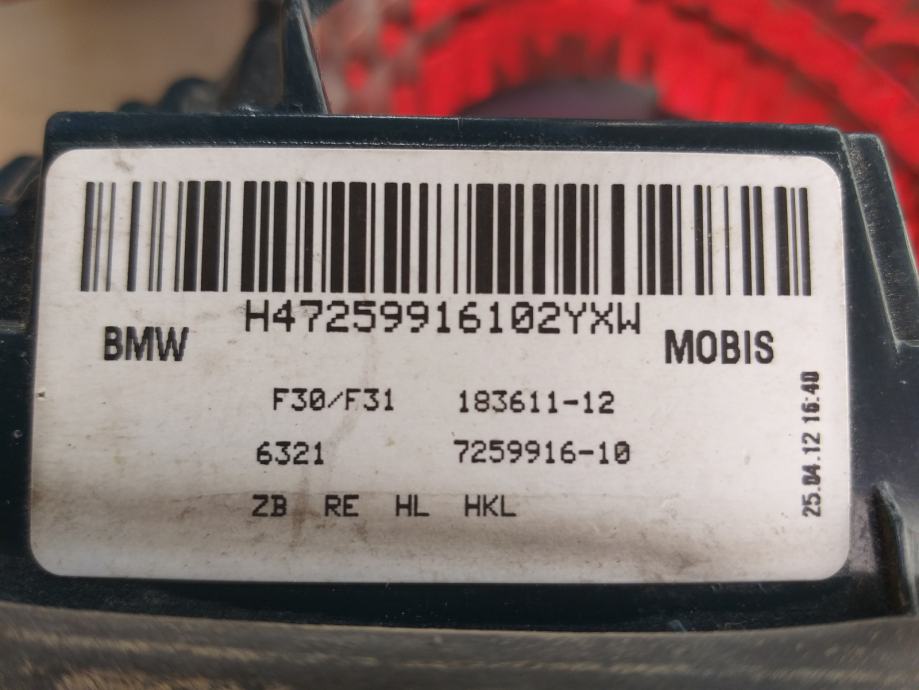 H47259916102YXW
BMW
MOBIS
F30/F31 183611-12
6321 7259916-10
ZB RE HL HKL
25.04.12 16:40